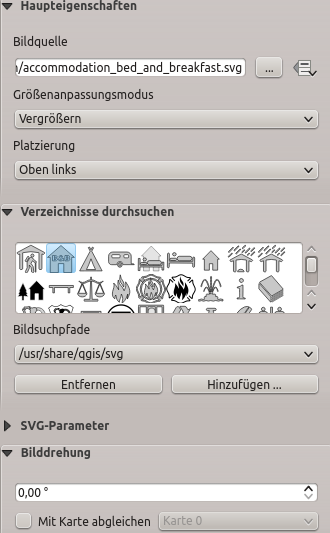 Haupteigenschaften
Bildquelle
/accommodation_bed_and_breakfast.svg
...
Größenanpassungsmodus
Vergrößern
Platzierung
Oben links
Verzeichnisse durchsuchen
B&B
Bildsuchpfade
/usr/share/qgis/svg
Entfernen Hinzufügen ...
SVG-Parameter
Bilddrehung
0,00 °
Mit Karte abgleichen Karte 0